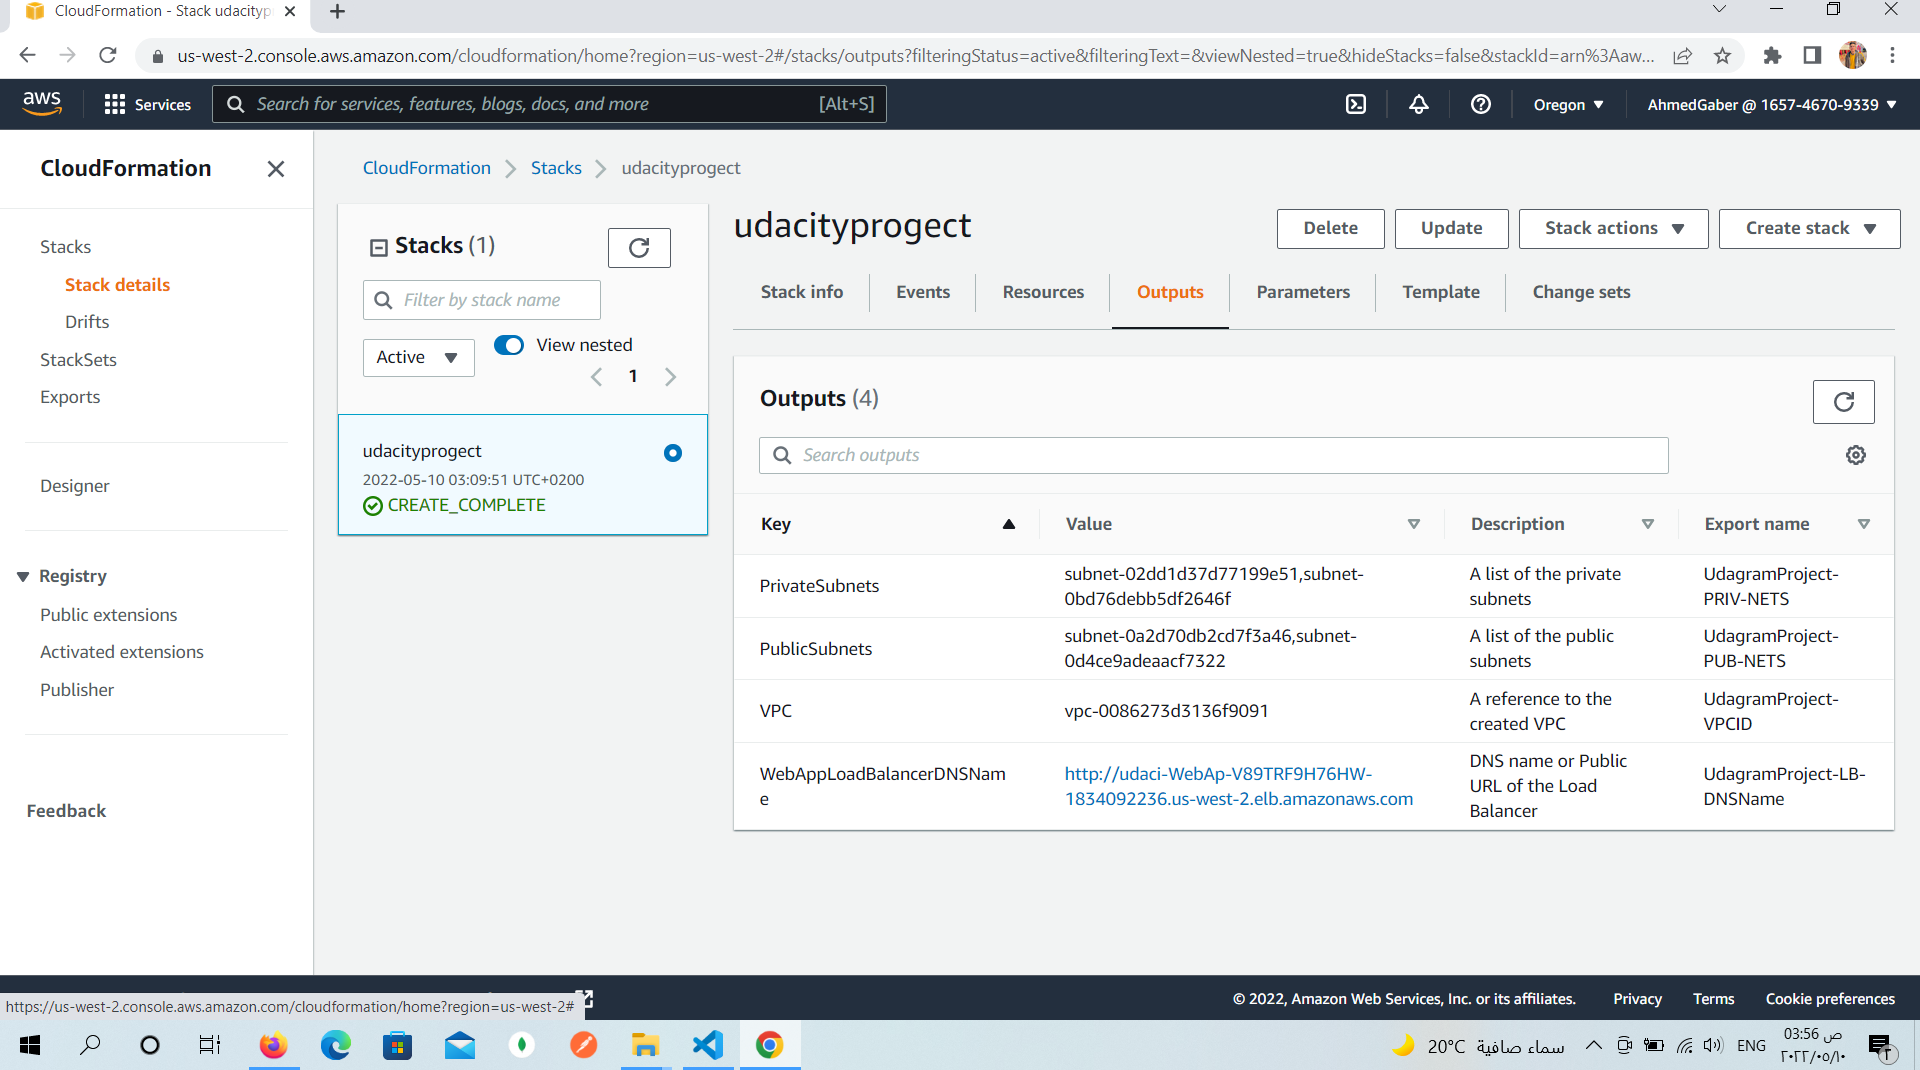 CloudFormation - Stack udacityp
us-west-2.console.aws.amazon.com/cloudformation/home?region=us-west-2#/stacks/outputs?filteringStatus=active&filteringText=&viewNested=true&hideStacks=false&stackId=arn%3Aaw...
aws
Services
Search for services, features, blogs, docs, and more
[Alt+S]
Oregon
AhmedGaber @ 1657-4670-9339
CloudFormation
Stacks
Stack details
Drifts
StackSets
Exports
Designer
Registry
Public extensions
Activated extensions
Publisher
Feedback
CloudFormation
Stacks
udacityprogect
Stacks (1)
Filter by stack name
Active
View nested
1
udacityprogect
2022-05-10 03:09:51 UTC+0200
CREATE_COMPLETE
udacityprogect
Delete
Update
Stack actions
Create stack
Stack info
Events
Resources
Outputs
Parameters
Template
Change sets
Outputs (4)
Search outputs
Key
Value
Description
Export name
PrivateSubnets
subnet-02dd1d37d77199e51,subnet-
0bd76debb5df2646f
A list of the private
subnets
UdagramProject-
PRIV-NETS
PublicSubnets
subnet-0a2d70db2cd7f3a46,subnet-
0d4ce9adeaacf7322
A list of the public
subnets
UdagramProject-
PUB-NETS
VPC
vpc-0086273d3136f9091
A reference to the
created VPC
UdagramProject-
VPCID
WebAppLoadBalancerDNSNam
e
http://udaci-WebAp-V89TRF9H76HW-
1834092236.us-west-2.elb.amazonaws.com
DNS name or Public
URL of the Load
Balancer
UdagramProject-LB-
DNSName
https://us-west-2.console.aws.amazon.com/cloudformation/home?region=us-west-2#
© 2022, Amazon Web Services, Inc. or its affiliates.
Privacy
Terms
Cookie preferences
20°C
سماء صافية
ENG
03:56 ص
٢٠٢٢/٠٥/١٠
٢